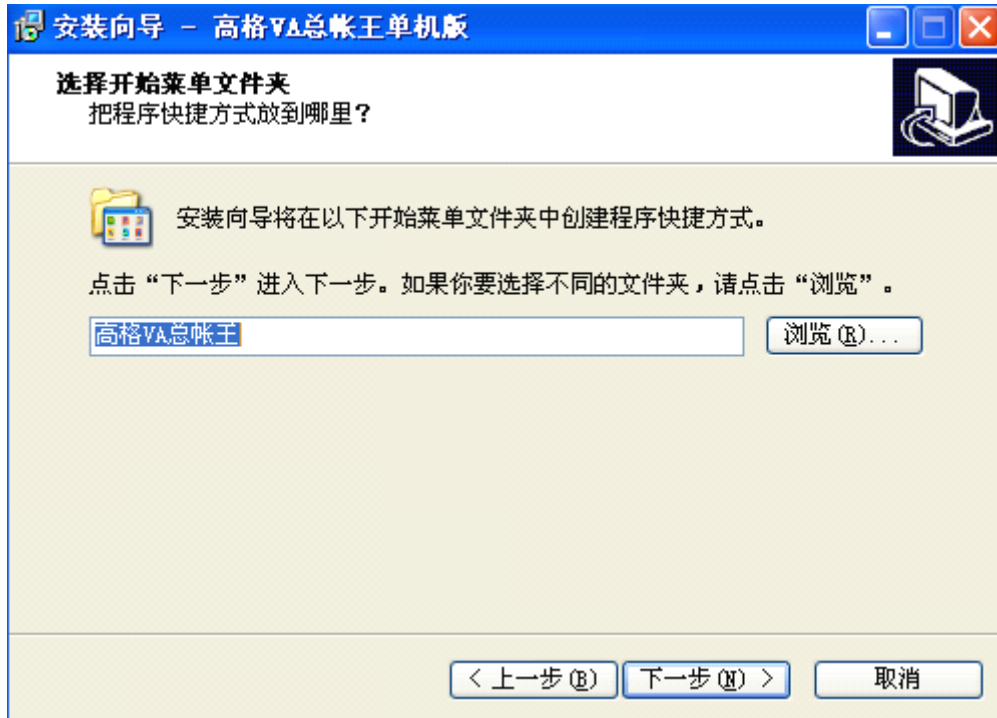 安装向导 - 高格VA总帐王单机版
选择开始菜单文件夹
把程序快捷方式放到哪里?
安装向导将在以下开始菜单文件夹中创建程序快捷方式。
点击“下一步”进入下一步。如果你要选择不同的文件夹，请点击“浏览”。
高格VA总帐王
浏览(R)...
< 上一步(B)
下一步(N) >
取消